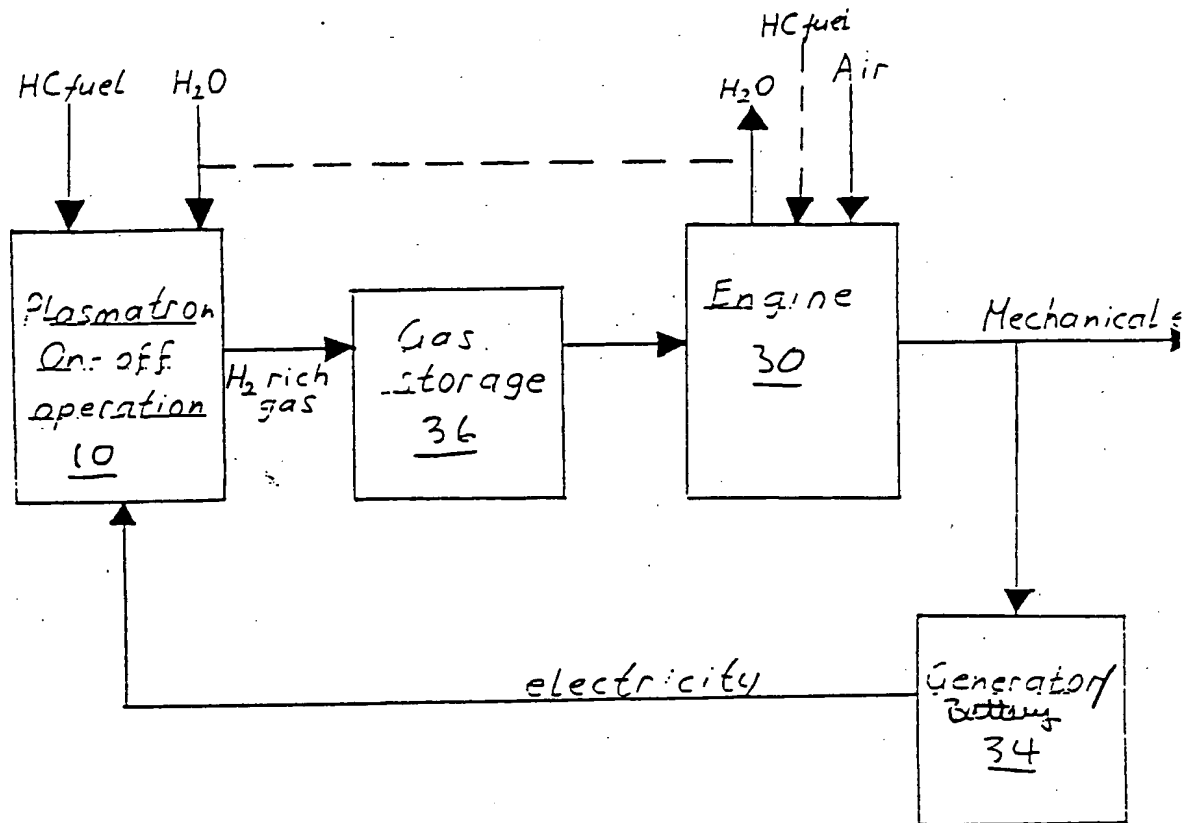 HC fuel
H₂O
H₂O
HC fuel
Air
Plasmatron
On-off
operation
10
H₂ rich
gas
Gas
storage
36
Engine
30
Mechanical
electricity
Generator/
Battery
34